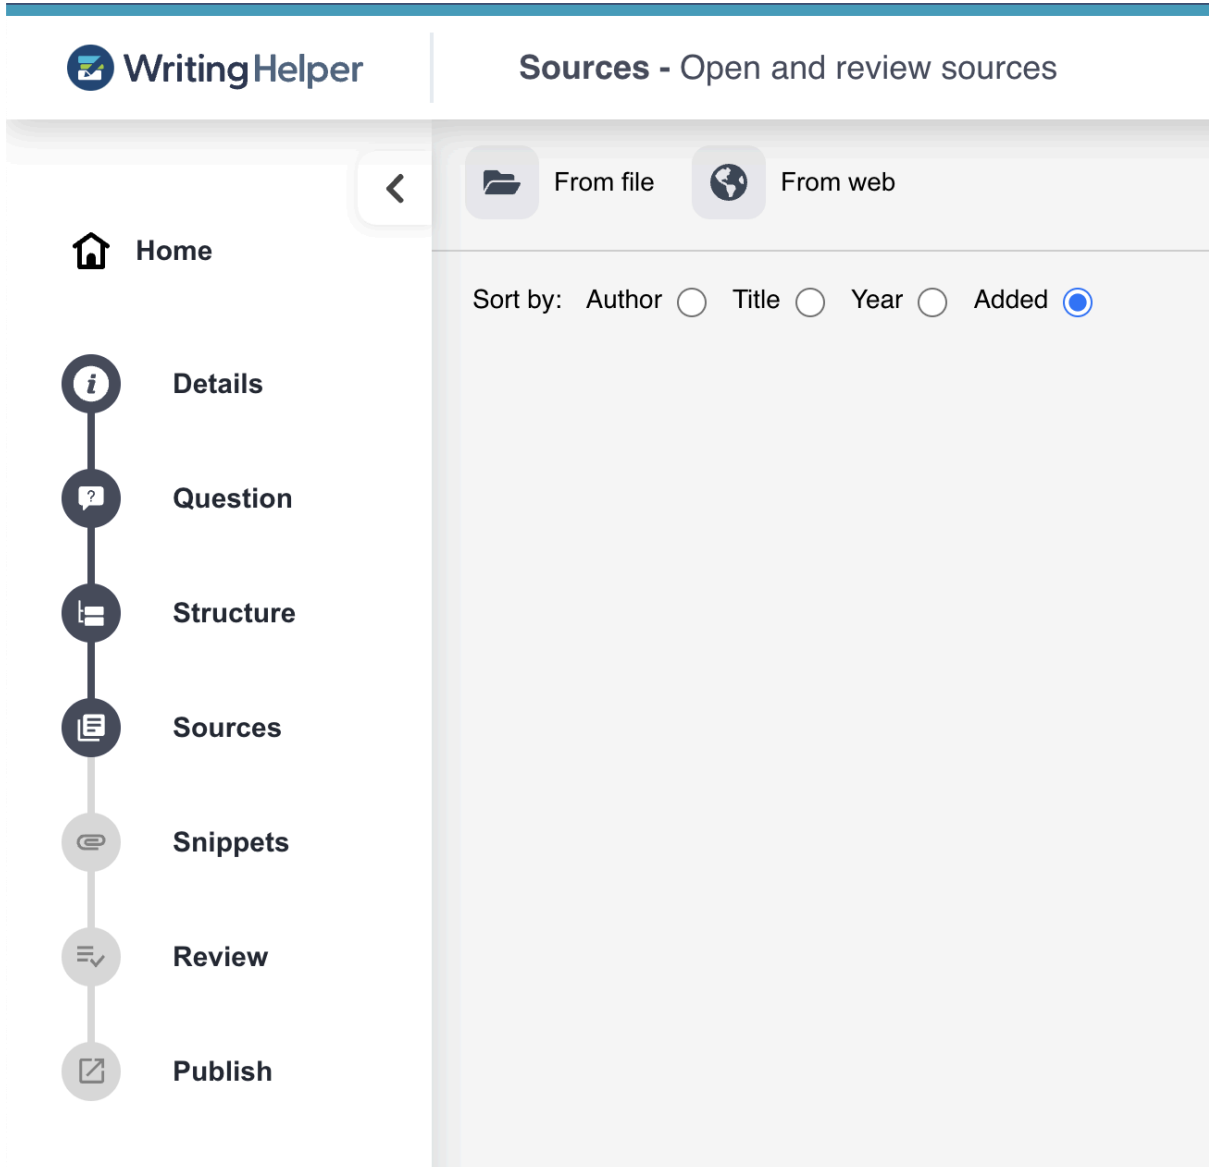 WritingHelper
Sources - Open and review sources
From file
From web
Home
Sort by: Author Title Year Added
Details
Question
Structure
Sources
Snippets
Review
Publish